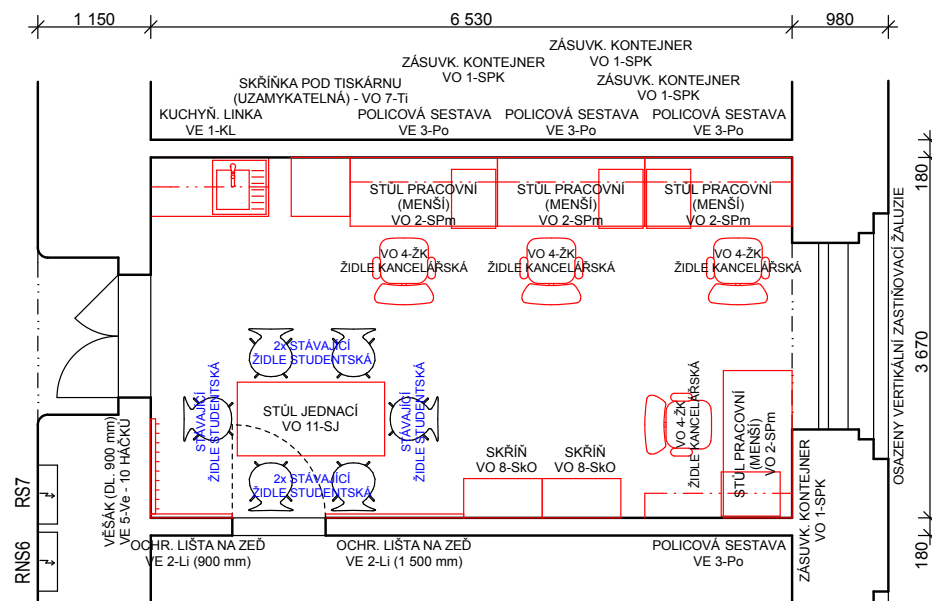 1 150
6 530
980
ZÁSUVK. KONTEJNER
VO 1-SPK
ZÁSUVK. KONTEJNER
VO 1-SPK
ZÁSUVK. KONTEJNER
VO 1-SPK
SKŘÍŇKA POD TISKÁRNU
(UZAMYKATELNÁ) - VO 7-Ti
KUCHYŇ. LINKA
VE 1-KL
POLICOVÁ SESTAVA
VE 3-Po
POLICOVÁ SESTAVA
VE 3-Po
POLICOVÁ SESTAVA
VE 3-Po
180
STŮL PRACOVNÍ
(MENŠÍ)
VO 2-SPm
STŮL PRACOVNÍ
(MENŠÍ)
VO 2-SPm
STŮL PRACOVNÍ
(MENŠÍ)
VO 2-SPm
VO 4-ŽK
ŽIDLE KANCELÁŘSKÁ
VO 4-ŽK
ŽIDLE KANCELÁŘSKÁ
VO 4-ŽK
ŽIDLE KANCELÁŘSKÁ
OSAZENY VERTIKÁLNÍ ZASTIŇOVACÍ ŽALUZIE
3 670
2x STÁVAJÍCÍ
ŽIDLE STUDENTSKÁ
STÁVAJÍCÍ
ŽIDLE STUDENTSKÁ
STŮL JEDNACÍ
VO 11-SJ
STÁVAJÍCÍ
ŽIDLE STUDENTSKÁ
2x STÁVAJÍCÍ
ŽIDLE STUDENTSKÁ
VO 4-ŽK
ŽIDLE KANCELÁŘSKÁ
STŮL PRACOVNÍ
(MENŠÍ)
VO 2-SPm
SKŘÍŇ
VO 8-SkO
SKŘÍŇ
VO 8-SkO
VĚŠÁK (DL. 900 mm)
VE 5-Ve - 10 HÁČKŮ
ZÁSUVK. KONTEJNER
VO 1-SPK
RS7
RNS6
OCHR. LIŠTA NA ZEĎ
VE 2-Li (900 mm)
OCHR. LIŠTA NA ZEĎ
VE 2-Li (1 500 mm)
POLICOVÁ SESTAVA
VE 3-Po
180